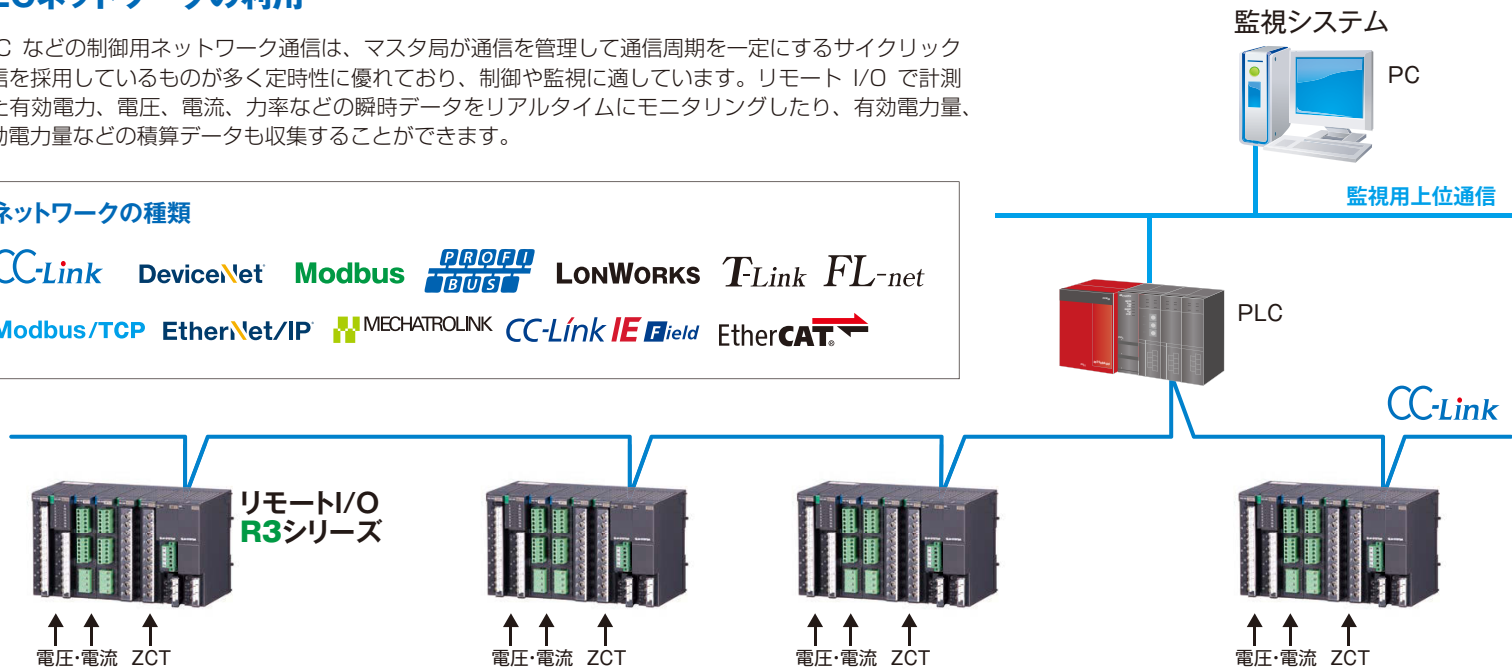 Cネットワークの利用
C などの制御用ネットワーク通信は、マスタ局が通信を管理して通信周期を一定にするサイクリック
信を採用しているものが多く定時性に優れており、制御や監視に適しています。リモート I/O で計測
た有効電力、電圧、電流、力率などの瞬時データをリアルタイムにモニタリングしたり、有効電力量、
効電力量などの積算データも収集することができます。
ネットワークの種類
CC-Link DeviceNet Modbus PROFIBUS LONWORKS T-Link FL-net
Modbus/TCP EtherNet/IP MECHATROLINK CC-Link IE Field EtherCAT®
監視システム
PC
監視用上位通信
PLC
CC-Link
リモートI/O
R3シリーズ
電圧・電流 ZCT
電圧・電流 ZCT
電圧・電流 ZCT
電圧・電流 ZCT